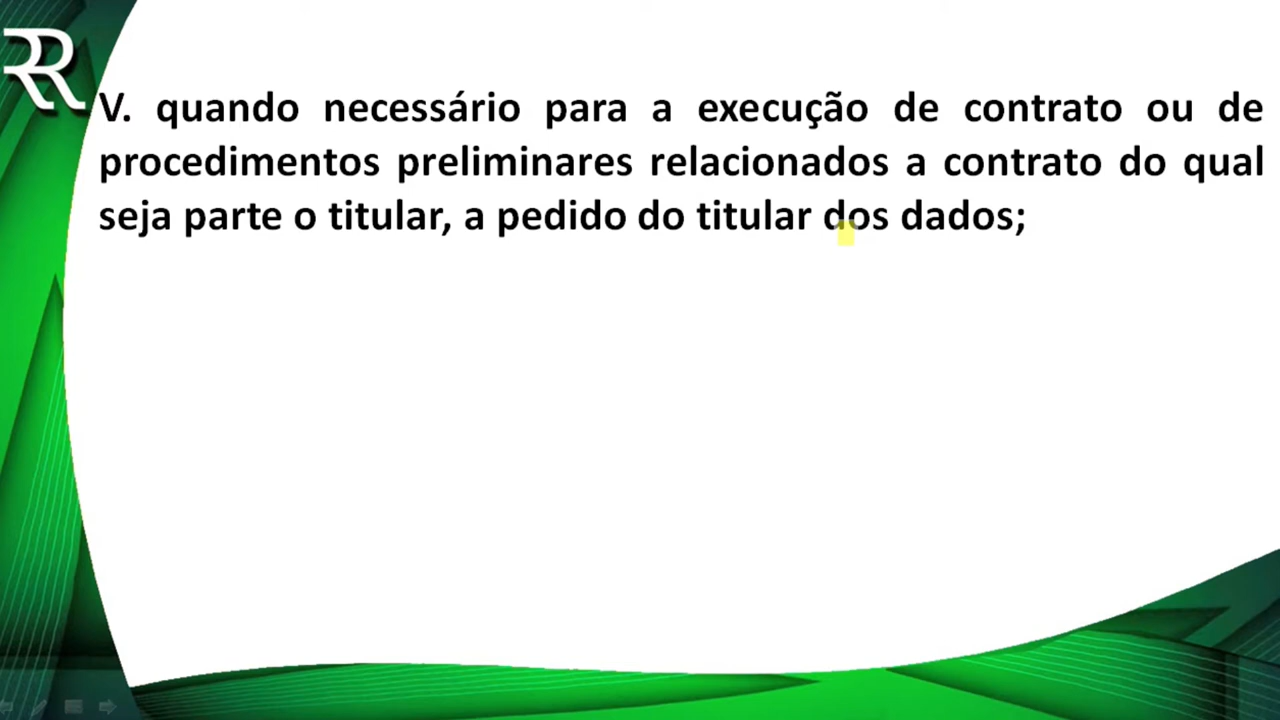 RR
V. quando necessário para a execução de contrato ou de
procedimentos preliminares relacionados a contrato do qual
seja parte o titular, a pedido do titular dos dados;